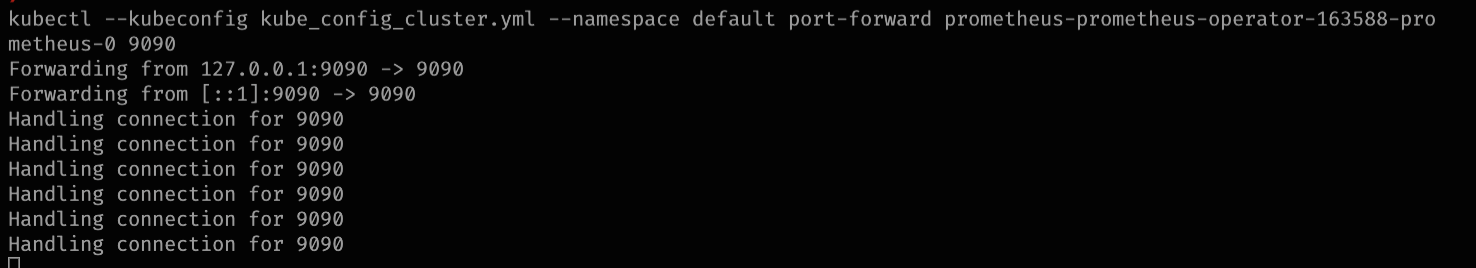 kubectl --kubeconfig kube_config_cluster.yml --namespace default port-forward prometheus-prometheus-operator-163588-pro
metheus-0 9090
Forwarding from 127.0.0.1:9090 -> 9090
Forwarding from [::1]:9090 -> 9090
Handling connection for 9090
Handling connection for 9090
Handling connection for 9090
Handling connection for 9090
Handling connection for 9090
Handling connection for 9090